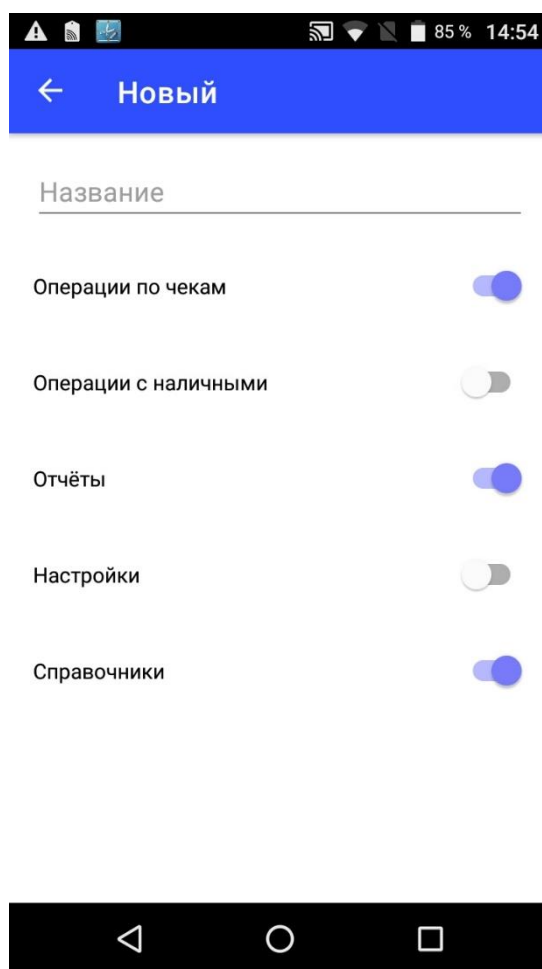 85 % 14:54
Новый
Название
Операции по чекам
Операции с наличными
Отчёты
Настройки
Справочники